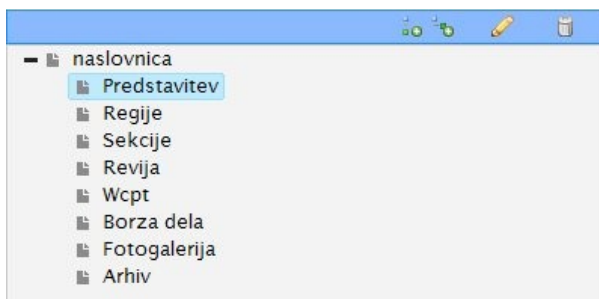 naslovnica
Predstavitev
Regije
Sekcije
Revija
Wcpt
Borza dela
Fotogalerija
Arhiv